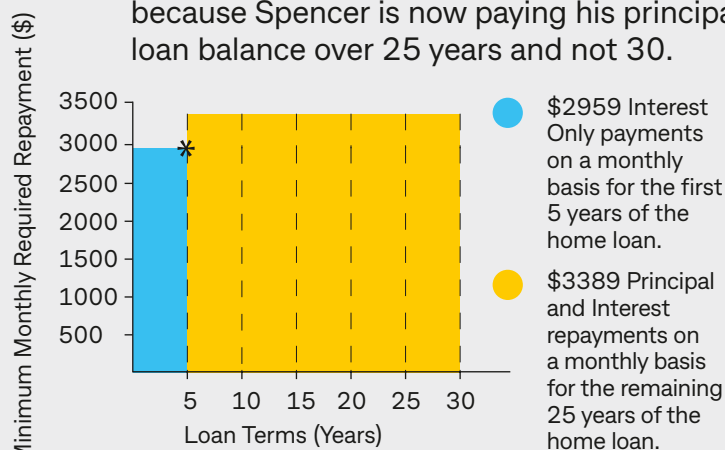 because Spencer is now paying his
loan balance over 25 years and not 30.
Minimum Monthly Required Repayment ($)
3500
3000
2500
2000
1500
1000
500
*
5 10 15 20 25 30
Loan Terms (Years)
$2959 Interest
Only payments
on a monthly
basis for the first
5 years of the
home loan.
$3389 Principal
and Interest
repayments on
a monthly basis
for the remaining
25 years of the
home loan.